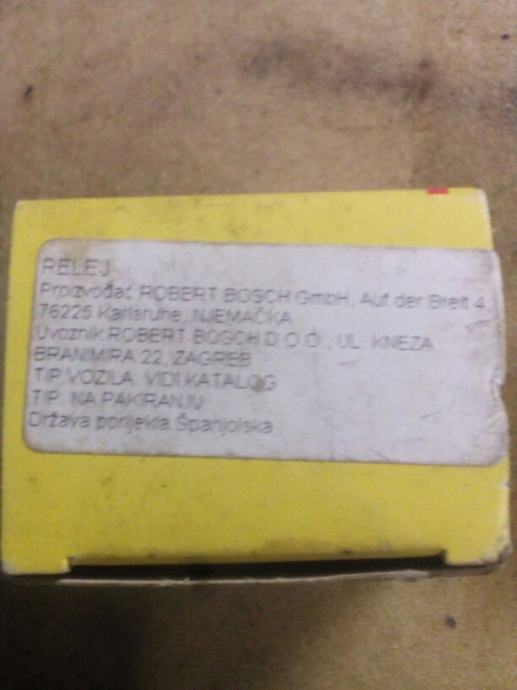 RELEJ
Proizvođač ROBERT BOSCH GmbH, Auf der Breit 4,
76225 Karlsruhe, NJEMAČKA
Uvoznik ROBERT BOSCH D.O.O., UL. KNEZA
BRANIMIRA 22, ZAGREB
TIP VOZILA: VIDI KATALOG
TIP: NA PAKIRANJU
Država porijekla Španjolska